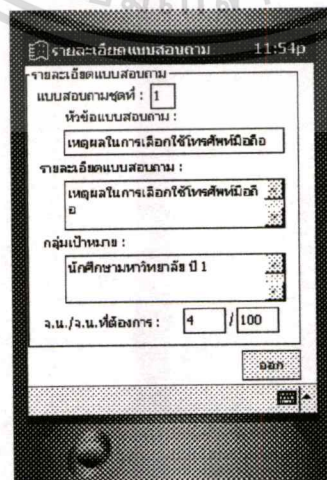 รายละเอียดแบบสอบถาม 11:54p
รายละเอียดแบบสอบถาม
แบบสอบถามชุดที่ : 1
หัวข้อแบบสอบถาม :
เหตุผลในการเลือกใช้โทรศัพท์มือถือ
รายละเอียดแบบสอบถาม :
เหตุผลในการเลือกใช้โทรศัพท์มือถื
อ
กลุ่มเป้าหมาย :
นักศึกษามหาวิทยาลัย ปี 1
จ.น./จ.น.ที่ต้องการ : 4 / 100
ออก